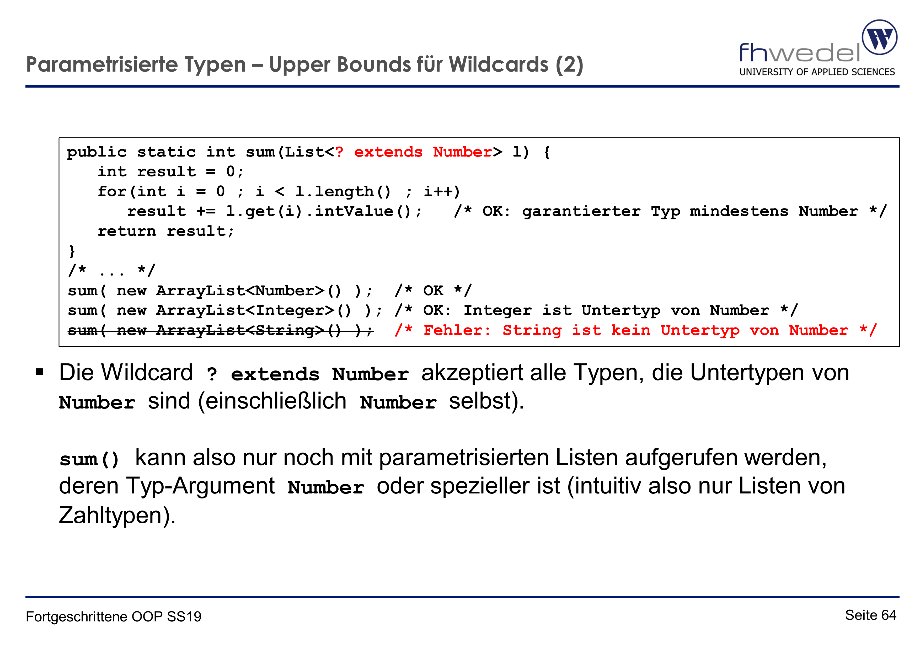 Parametrisierte Typen – Upper Bounds für Wildcards (2)
fhwedel W
UNIVERSITY OF APPLIED SCIENCES
public static int sum(List<? extends Number> l) {
int result = 0;
for(int i = 0 ; i < l.length() ; i++)
result += l.get(i).intValue();   /* OK: garantierter Typ mindestens Number */
return result;
}
/* ... */
sum( new ArrayList<Number>() );  /* OK */
sum( new ArrayList<Integer>() ); /* OK: Integer ist Untertyp von Number */
sum( new ArrayList<String>() );  /* Fehler: String ist kein Untertyp von Number */
▪ Die Wildcard ? extends Number akzeptiert alle Typen, die Untertypen von
Number sind (einschließlich Number selbst).
sum() kann also nur noch mit parametrisierten Listen aufgerufen werden,
deren Typ-Argument Number oder spezieller ist (intuitiv also nur Listen von
Zahltypen).
Fortgeschrittene OOP SS19
Seite 64